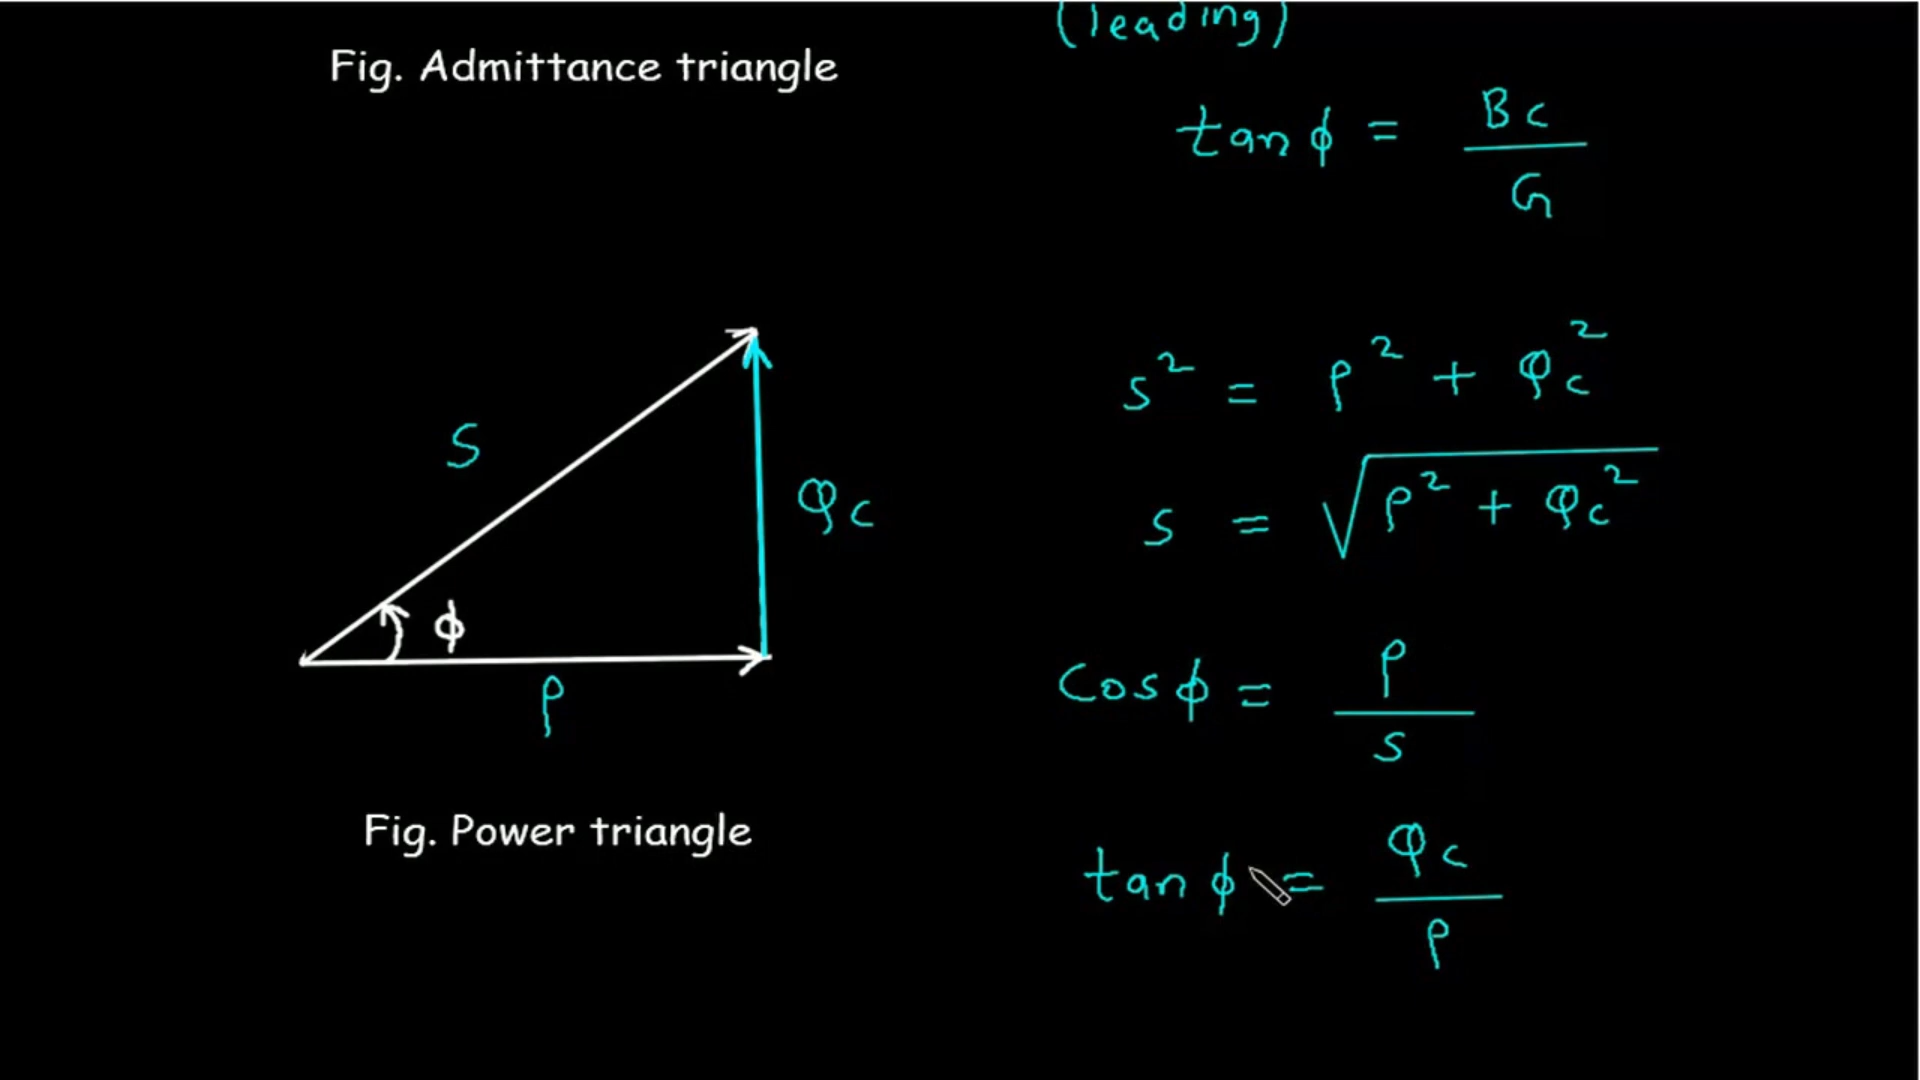 (leading)
Fig. Admittance triangle
tan ϕ = Bc / G
S² = P² + Qc²
S = √(P² + Qc²)
S
Qc
ϕ
P
Cos ϕ = P / S
Fig. Power triangle
tan ϕ = Qc / P